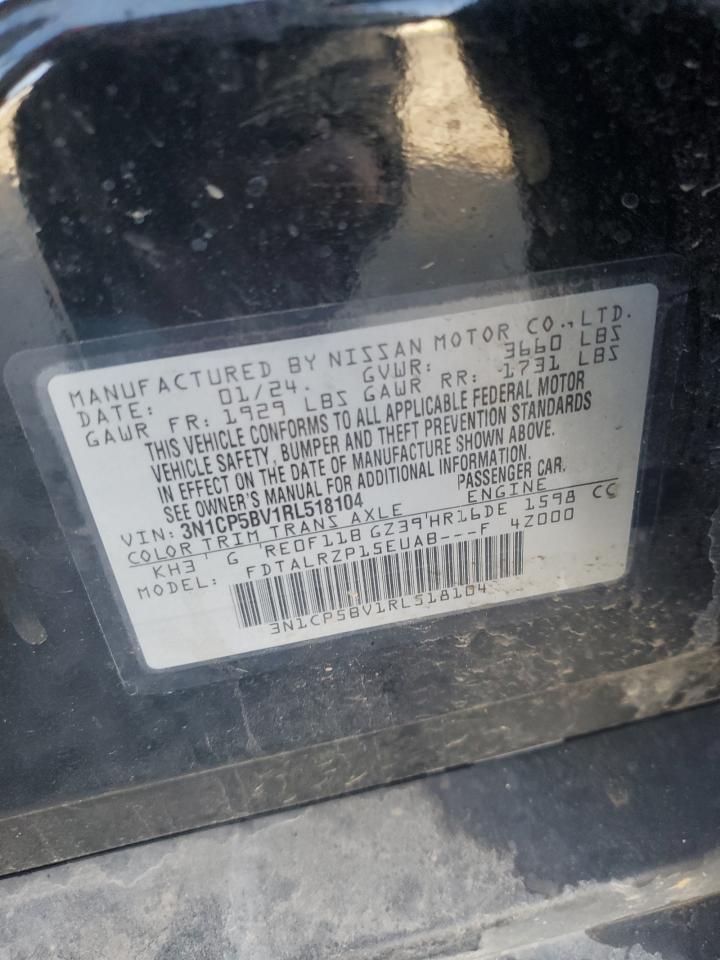 MANUFACTURED BY NISSAN MOTOR CO., LTD.
DATE: 01/24. GVWR: 3660 LBS
GAWR FR: 1929 LBS GAWR RR: 1731 LBS
THIS VEHICLE CONFORMS TO ALL APPLICABLE FEDERAL MOTOR
VEHICLE SAFETY, BUMPER AND THEFT PREVENTION STANDARDS
IN EFFECT ON THE DATE OF MANUFACTURE SHOWN ABOVE.
SEE OWNER'S MANUAL FOR ADDITIONAL INFORMATION.
VIN: 3N1CP5BV1RL518104 PASSENGER CAR.
COLOR TRIM TRANS AXLE ENGINE
KH3 G RE0F11B GZ39 HR16DE 1598 CC
MODEL: FDTALRZP15EUAB---F 4Z000
3N1CP5BV1RL518104